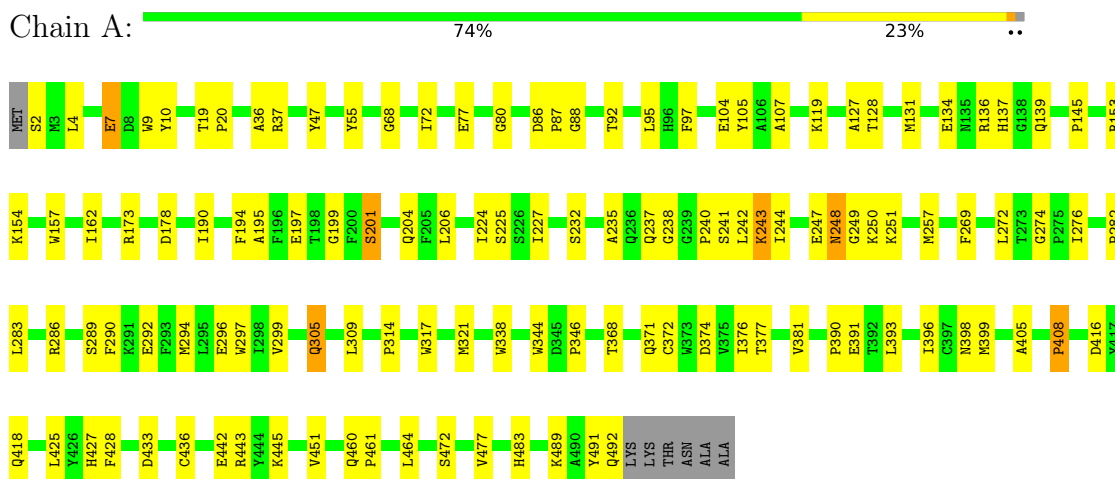 Chain A:
74%
23%
••
MET S2 M3 L4 E7 D8 W9 Y10 T19 P20 A36 R37 Y47 Y55 G68 I72 E77 G80 D86 P87 G88 T92 L95 H96 F97 E104 Y105 A106 A107 K119 A127 T128 M131 E134 N135 R136 H137 G138 Q139 P145
K154 W157 I162 R173 D178 I190 F194 A195 F196 E197 T198 G199 F200 S201 Q204 F205 L206 I224 S225 S226 I227 S232 A235 Q236 Q237 G238 G239 P240 S241 L242 K243 I244 E247 N248 G249 K250 K251 M257 F269 L272 T273 G274 P275 I276
L283 R286 S289 F290 K291 E292 F293 M294 L295 E296 W297 I298 V299 Q305 L309 P314 W317 M321 W338 W344 D345 P346 T368 Q371 C372 W373 D374 V375 I376 T377 V381 P390 E391 T392 L393 I396 C397 N398 M399 A405 P408 D416 Y417
Q418 L425 Y426 H427 F428 D433 C436 E442 R443 Y444 K445 V451 Q460 P461 L464 S472 V477 H483 K489 A490 Y491 Q492 LYS LYS THR ASN ALA ALA